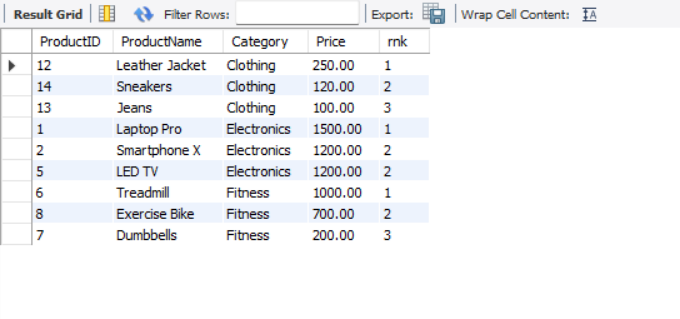 Result Grid Filter Rows: Export: Wrap Cell Content:
ProductID ProductName Category Price rnk
12 Leather Jacket Clothing 250.00 1
14 Sneakers Clothing 120.00 2
13 Jeans Clothing 100.00 3
1 Laptop Pro Electronics 1500.00 1
2 Smartphone X Electronics 1200.00 2
5 LED TV Electronics 1200.00 2
6 Treadmill Fitness 1000.00 1
8 Exercise Bike Fitness 700.00 2
7 Dumbbells Fitness 200.00 3